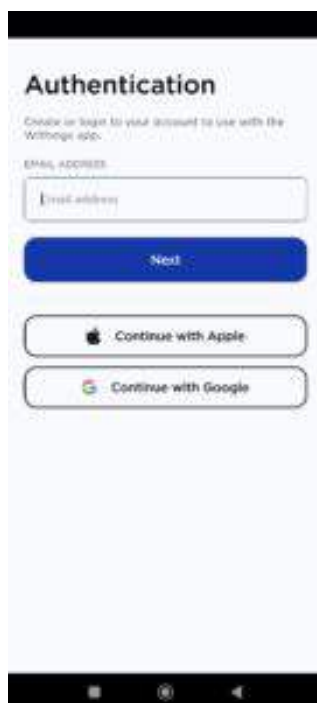 Authentication
Create or login to your account to use with the
Withings app.
EMAIL ADDRESS
Email address
Next
Continue with Apple
Continue with Google